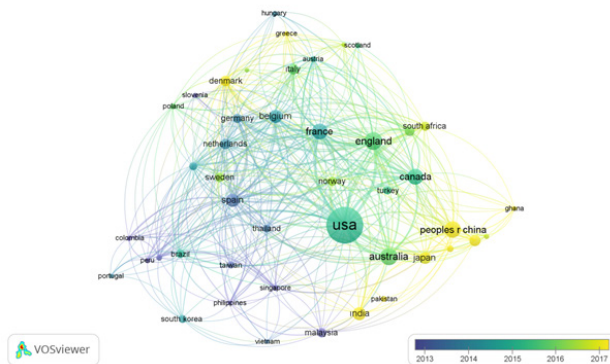 hungary
greece
austria
scotland
italy
denmark
slovenia
poland
germany
belgium
france
south africa
england
netherlands
sweden
norway
canada
turkey
spain
ghana
usa
thailand
peoples r china
colombia
brazil
australia
japan
peru
taiwan
portugal
singapore
philippines
pakistan
india
south korea
malaysia
vietnam
VOSviewer
2013 2014 2015 2016 2017